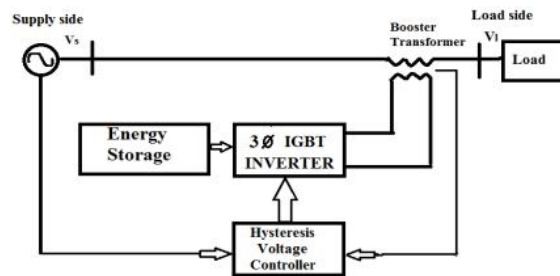 Supply side
Vs
Booster
Transformer
Load side
Vl
Load
Energy
Storage
3Ø IGBT
INVERTER
Hysteresis
Voltage
Controller